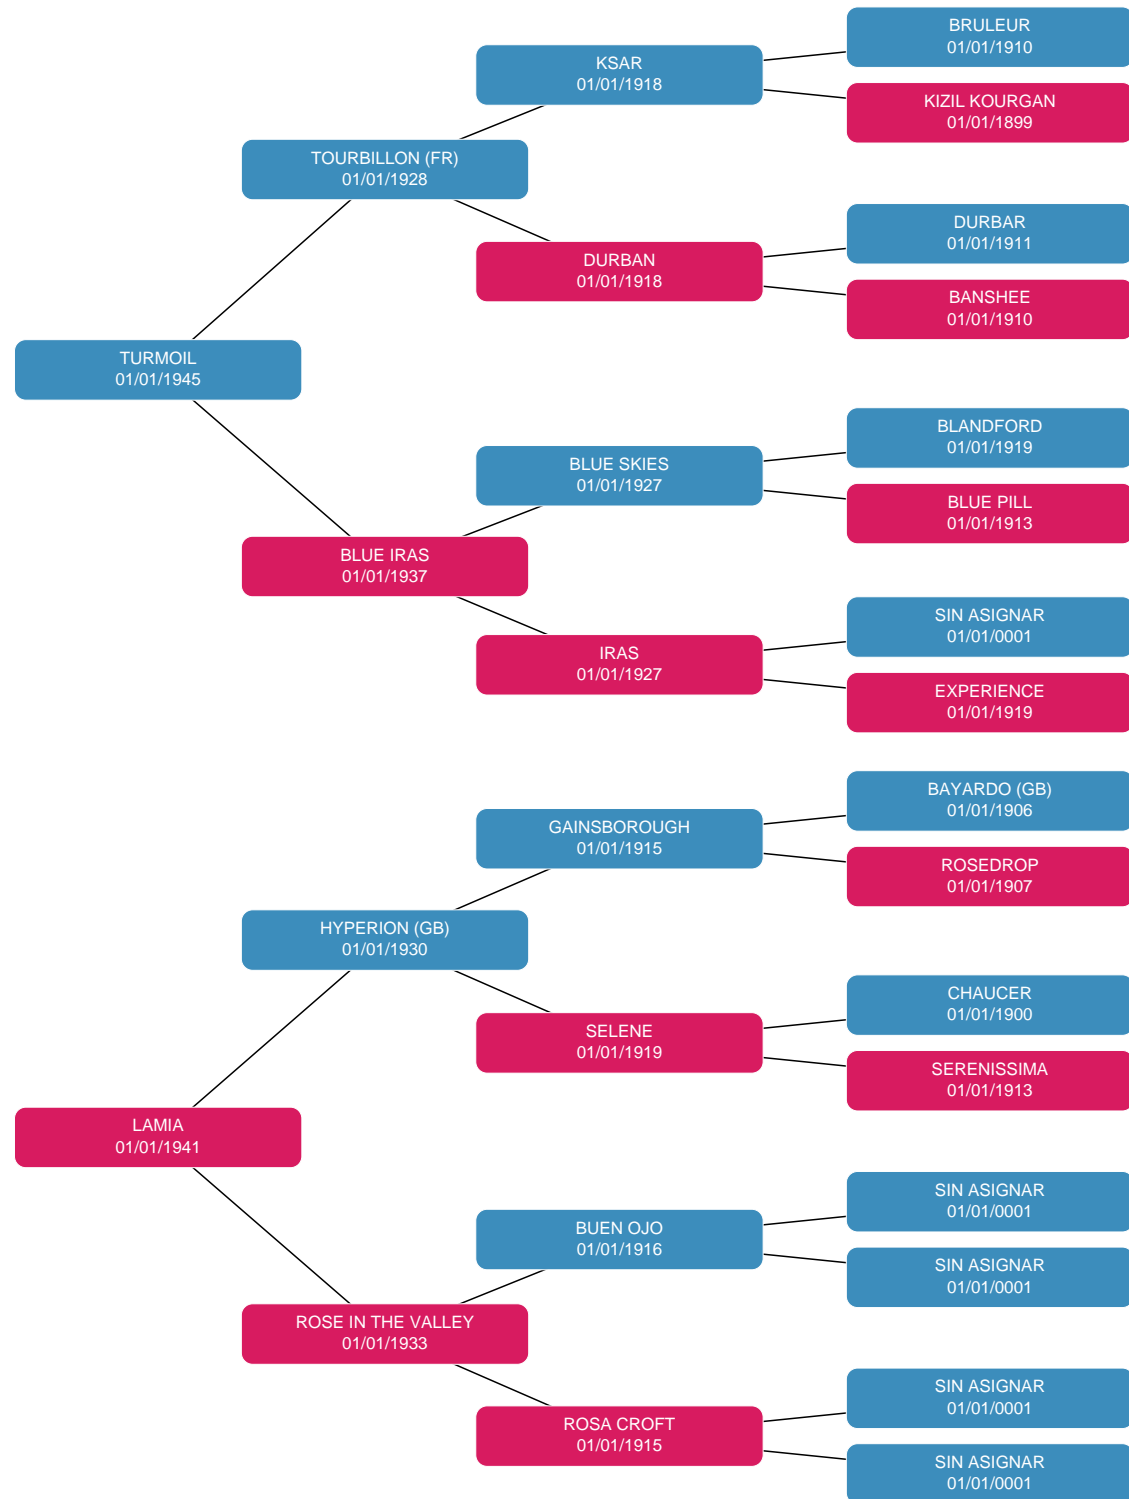 BRULEUR
01/01/1910
KSAR
01/01/1918
KIZIL KOURGAN
01/01/1899
TOURBILLON (FR)
01/01/1928
DURBAR
01/01/1911
DURBAN
01/01/1918
BANSHEE
01/01/1910
TURMOIL
01/01/1945
BLANDFORD
01/01/1919
BLUE SKIES
01/01/1927
BLUE PILL
01/01/1913
BLUE IRAS
01/01/1937
SIN ASIGNAR
01/01/0001
IRAS
01/01/1927
EXPERIENCE
01/01/1919
BAYARDO (GB)
01/01/1906
GAINSBOROUGH
01/01/1915
ROSEDROP
01/01/1907
HYPERION (GB)
01/01/1930
CHAUCER
01/01/1900
SELENE
01/01/1919
SERENISSIMA
01/01/1913
LAMIA
01/01/1941
SIN ASIGNAR
01/01/0001
BUEN OJO
01/01/1916
SIN ASIGNAR
01/01/0001
ROSE IN THE VALLEY
01/01/1933
SIN ASIGNAR
01/01/0001
ROSA CROFT
01/01/1915
SIN ASIGNAR
01/01/0001